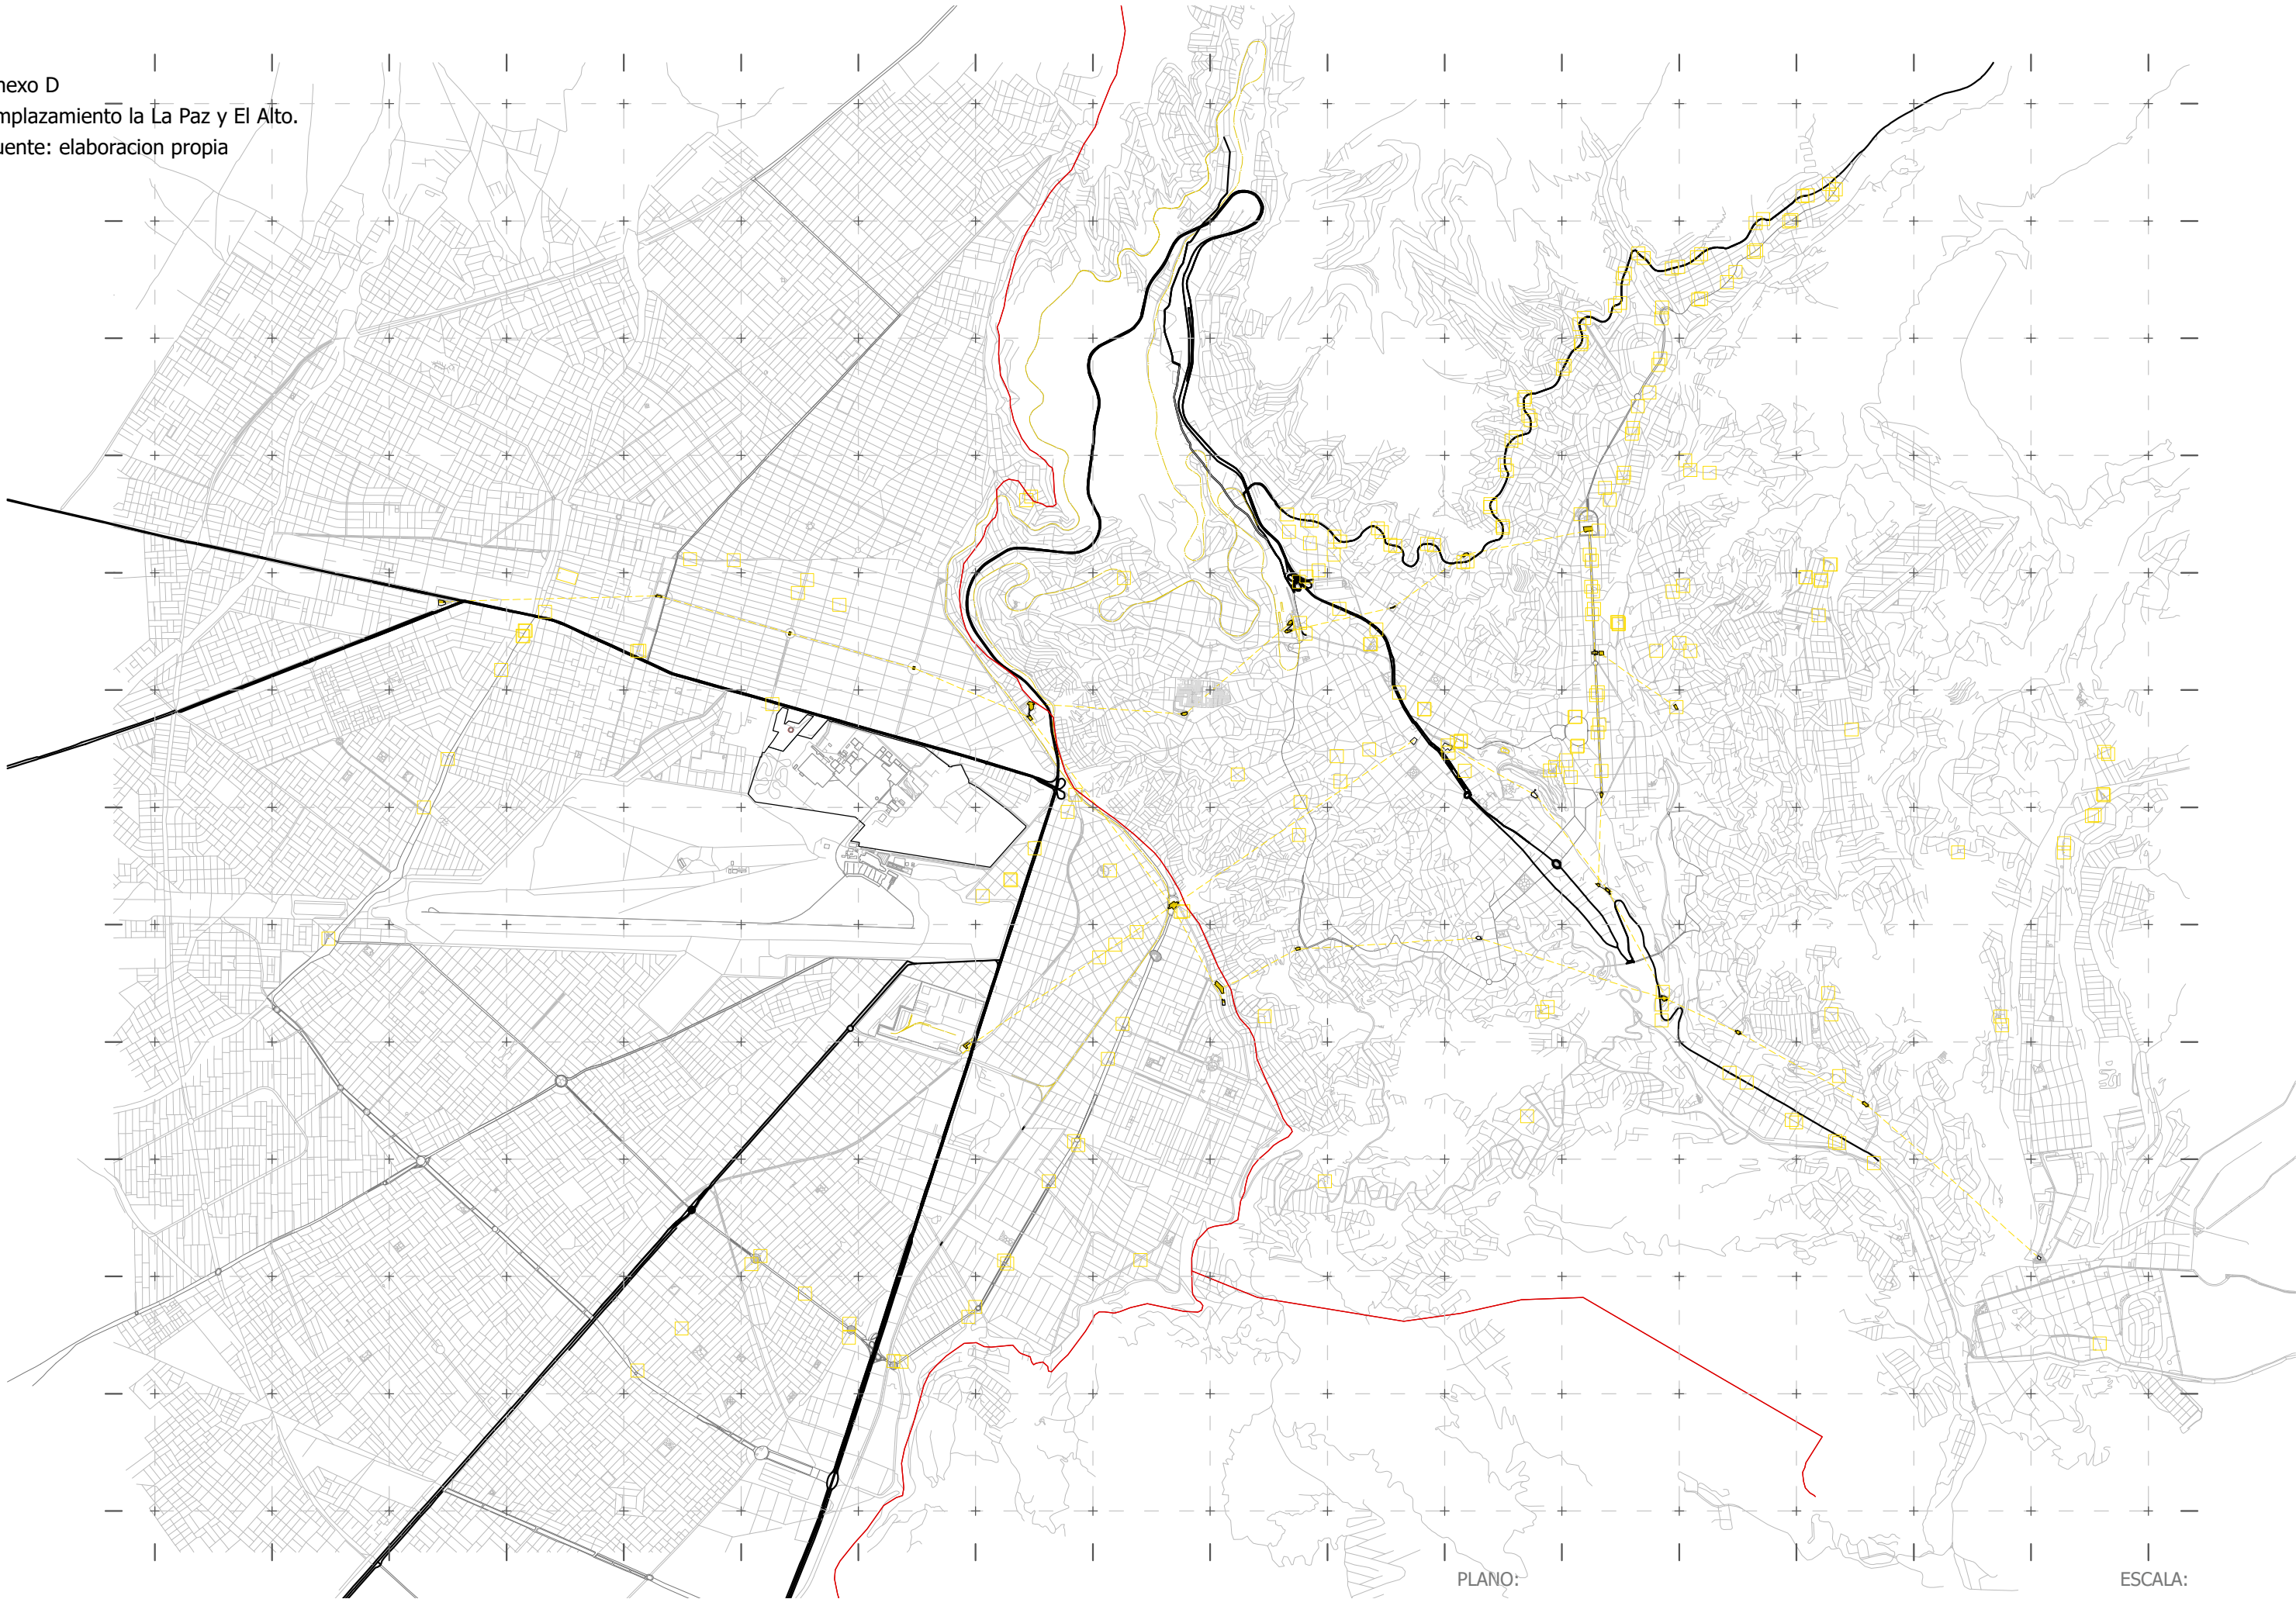 nexo D
mplazamiento la La Paz y El Alto.
uente: elaboracion propia
PLANO:
ESCALA: